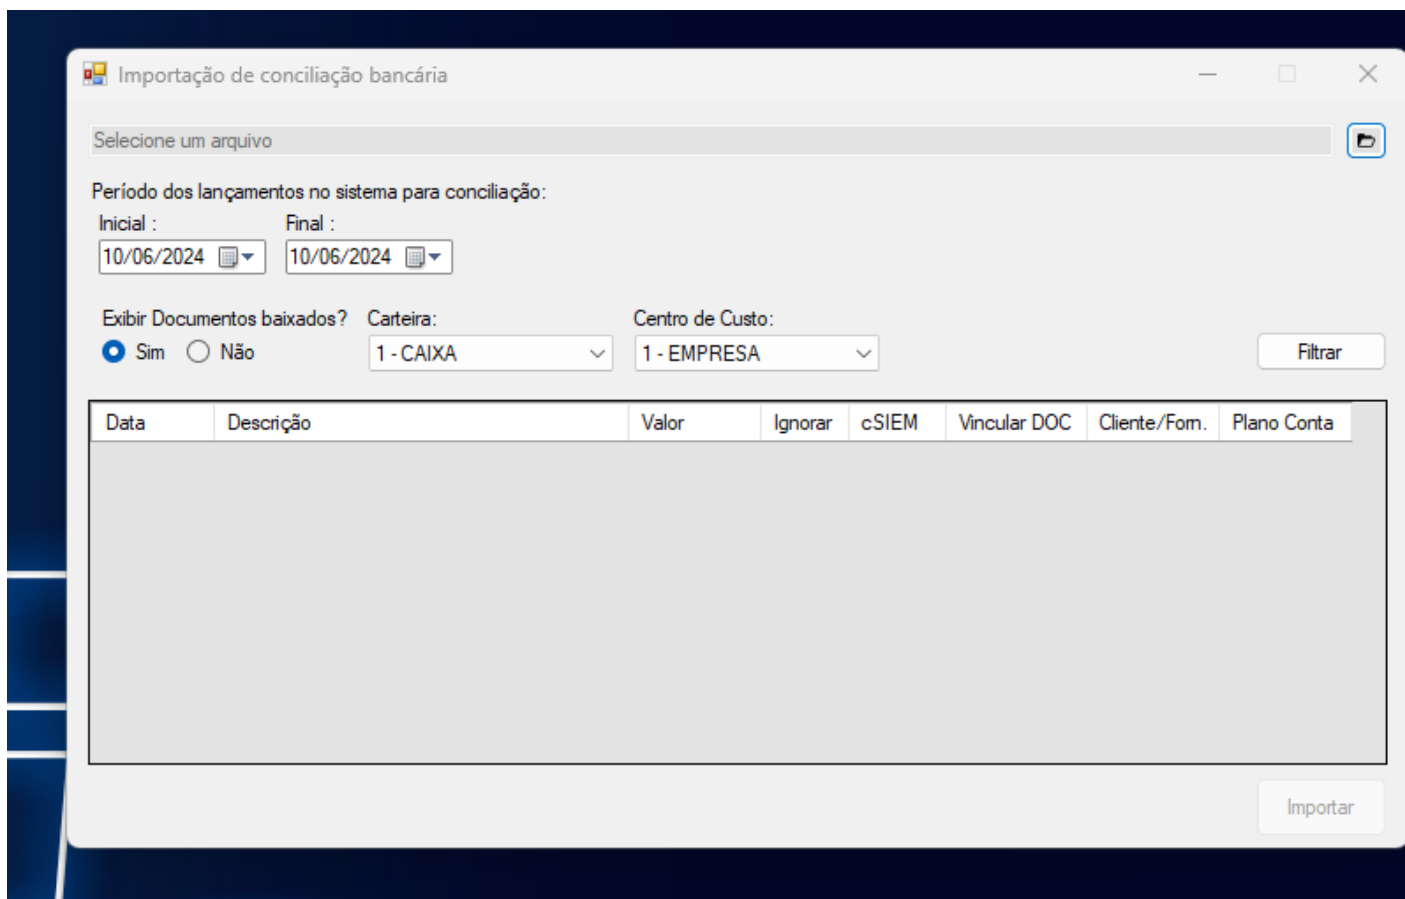 Importação de conciliação bancária
Selecione um arquivo
Período dos lançamentos no sistema para conciliação:
Inicial : Final :
10/06/2024 10/06/2024
Exibir Documentos baixados? Carteira: Centro de Custo:
Sim Não 1 - CAIXA 1 - EMPRESA Filtrar
Data Descrição Valor Ignorar cSIEM Vincular DOC Cliente/Forn. Plano Conta
Importar